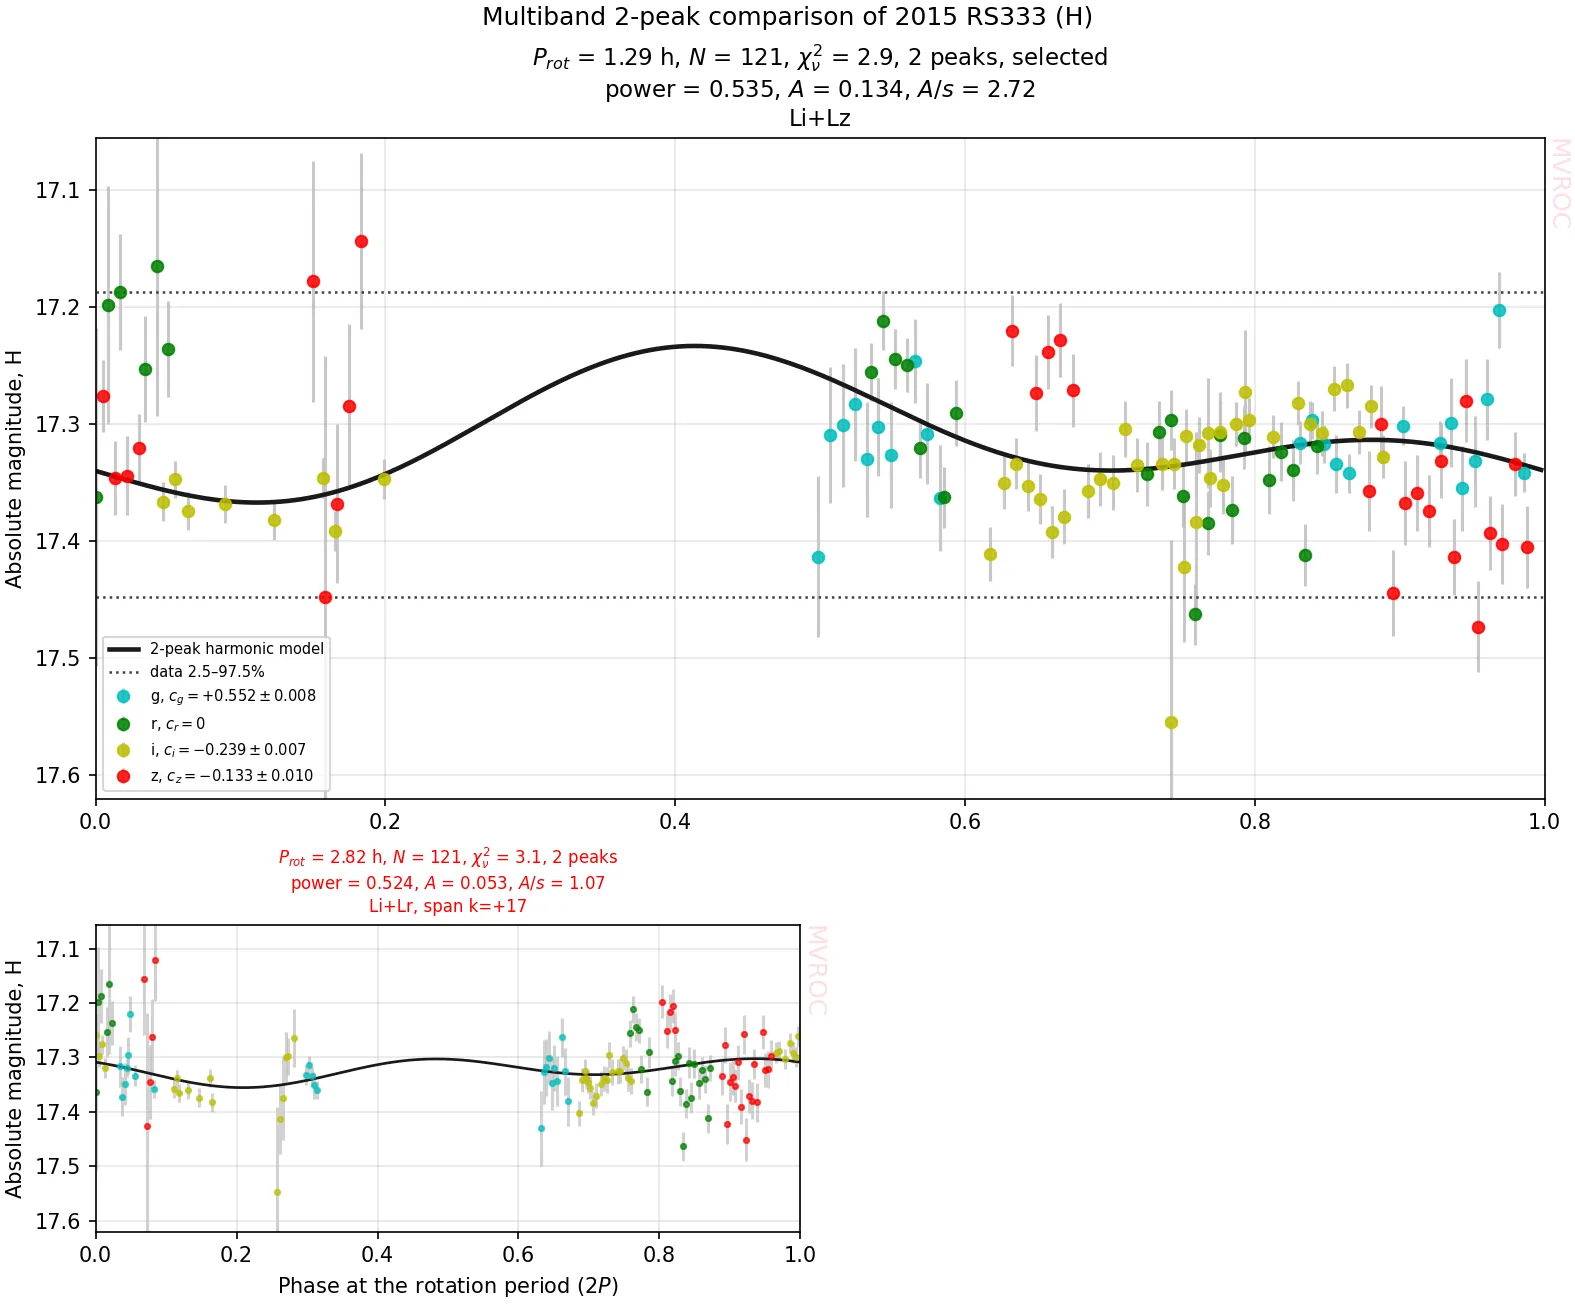 Multiband 2-peak comparison of 2015 RS333 (H)
P_rot = 1.29 h, N = 121, χ²_ν = 2.9, 2 peaks, selected
power = 0.535, A = 0.134, A/s = 2.72
Li+Lz
Absolute magnitude, H
17.1
17.2
17.3
17.4
17.5
17.6
2-peak harmonic model
data 2.5–97.5%
g, c_g = +0.552 ± 0.008
r, c_r = 0
i, c_i = −0.239 ± 0.007
z, c_z = −0.133 ± 0.010
0.0 0.2 0.4 0.6 0.8 1.0
MVROC
P_rot = 2.82 h, N = 121, χ²_ν = 3.1, 2 peaks
power = 0.524, A = 0.053, A/s = 1.07
Li+Lr, span k=+17
Absolute magnitude, H
17.1
17.2
17.3
17.4
17.5
17.6
0.0 0.2 0.4 0.6 0.8 1.0
Phase at the rotation period (2P)
MVROC